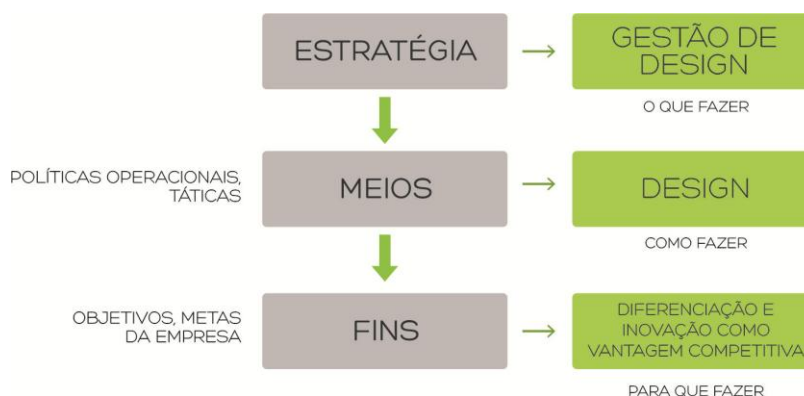 ESTRATÉGIA
GESTÃO DE
DESIGN
O QUE FAZER
POLÍTICAS OPERACIONAIS,
TÁTICAS
MEIOS
DESIGN
COMO FAZER
OBJETIVOS, METAS
DA EMPRESA
FINS
DIFERENCIAÇÃO E
INOVAÇÃO COMO
VANTAGEM COMPETITIVA
PARA QUE FAZER